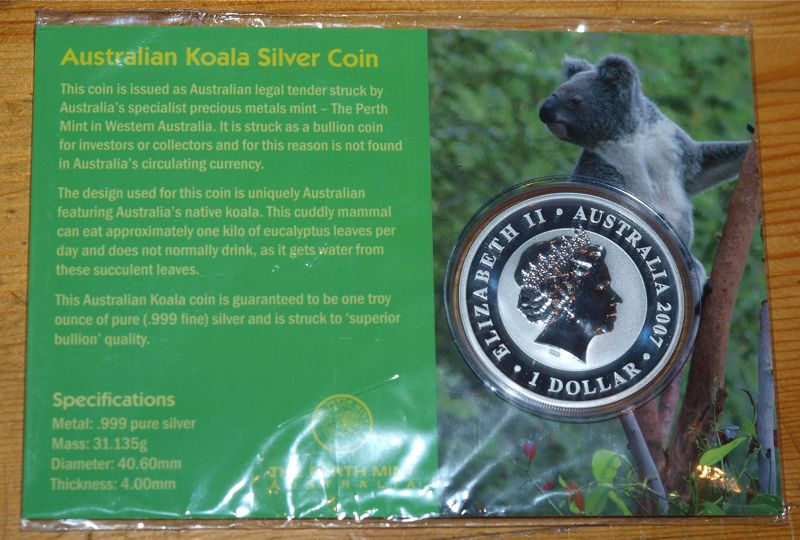 Australian Koala Silver Coin
This coin is issued as Australian legal tender struck by
Australia's specialist precious metals mint – The Perth
Mint in Western Australia. It is struck as a bullion coin
for investors or collectors and for this reason is not found
in Australia's circulating currency.
The design used for this coin is uniquely Australian
featuring Australia's native koala. This cuddly mammal
can eat approximately one kilo of eucalyptus leaves per
day and does not normally drink, as it gets water from
these succulent leaves.
This Australian Koala coin is guaranteed to be one troy
ounce of pure (.999 fine) silver and is struck to 'superior
bullion' quality.
Specifications
Metal: .999 pure silver
Mass: 31.135g
Diameter: 40.60mm
Thickness: 4.00mm
THE PERTH MINT
AUSTRALIA
ELIZABETH II • AUSTRALIA 2007 •
1 DOLLAR •